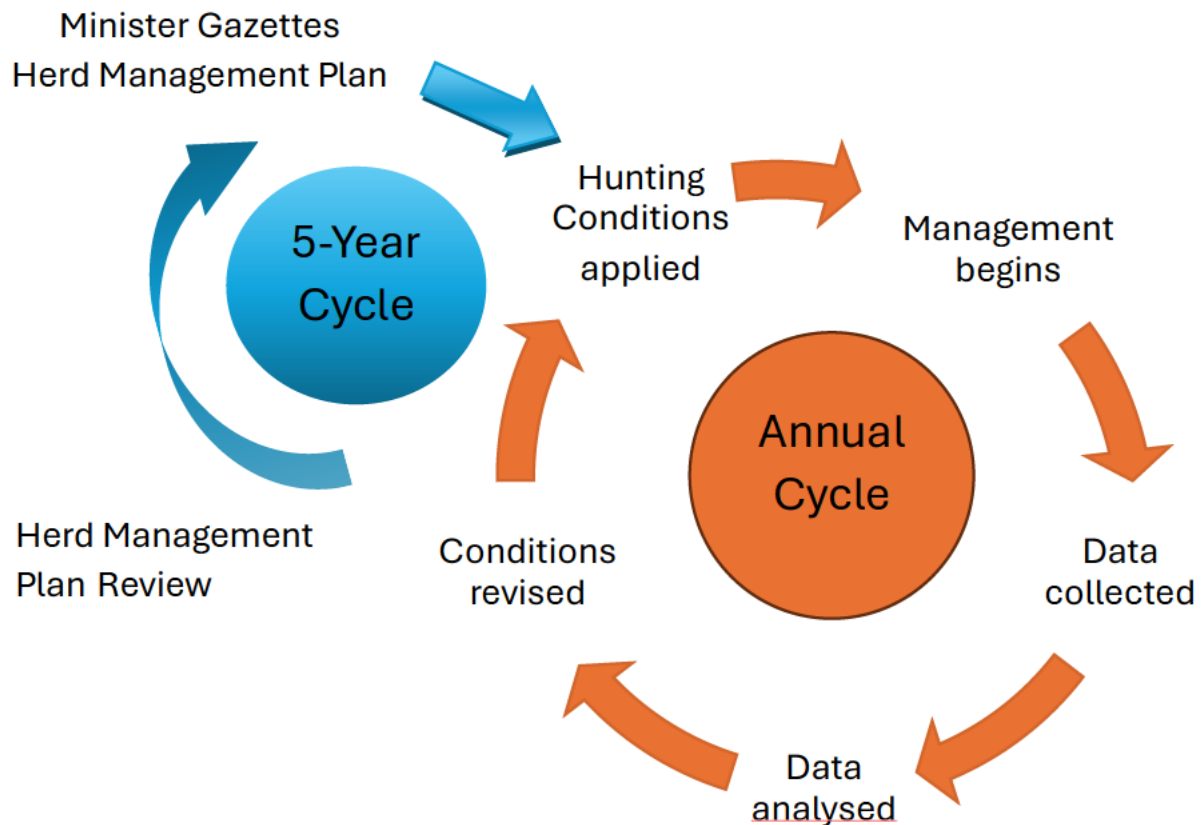 Minister Gazettes
Herd Management Plan
5-Year
Cycle
Hunting
Conditions
applied
Management
begins
Annual
Cycle
Data
collected
Data
analysed
Conditions
revised
Herd Management
Plan Review